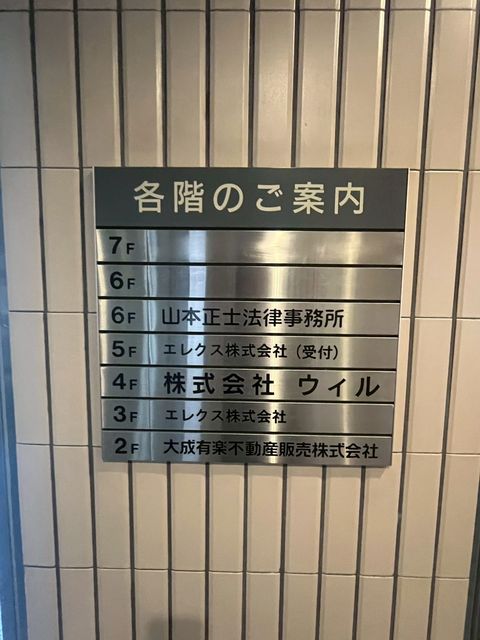 各階のご案内
7F
6F
6F 山本正士法律事務所
5F エレクス株式会社（受付）
4F 株式会社 ウィル
3F エレクス株式会社
2F 大成有楽不動産販売株式会社